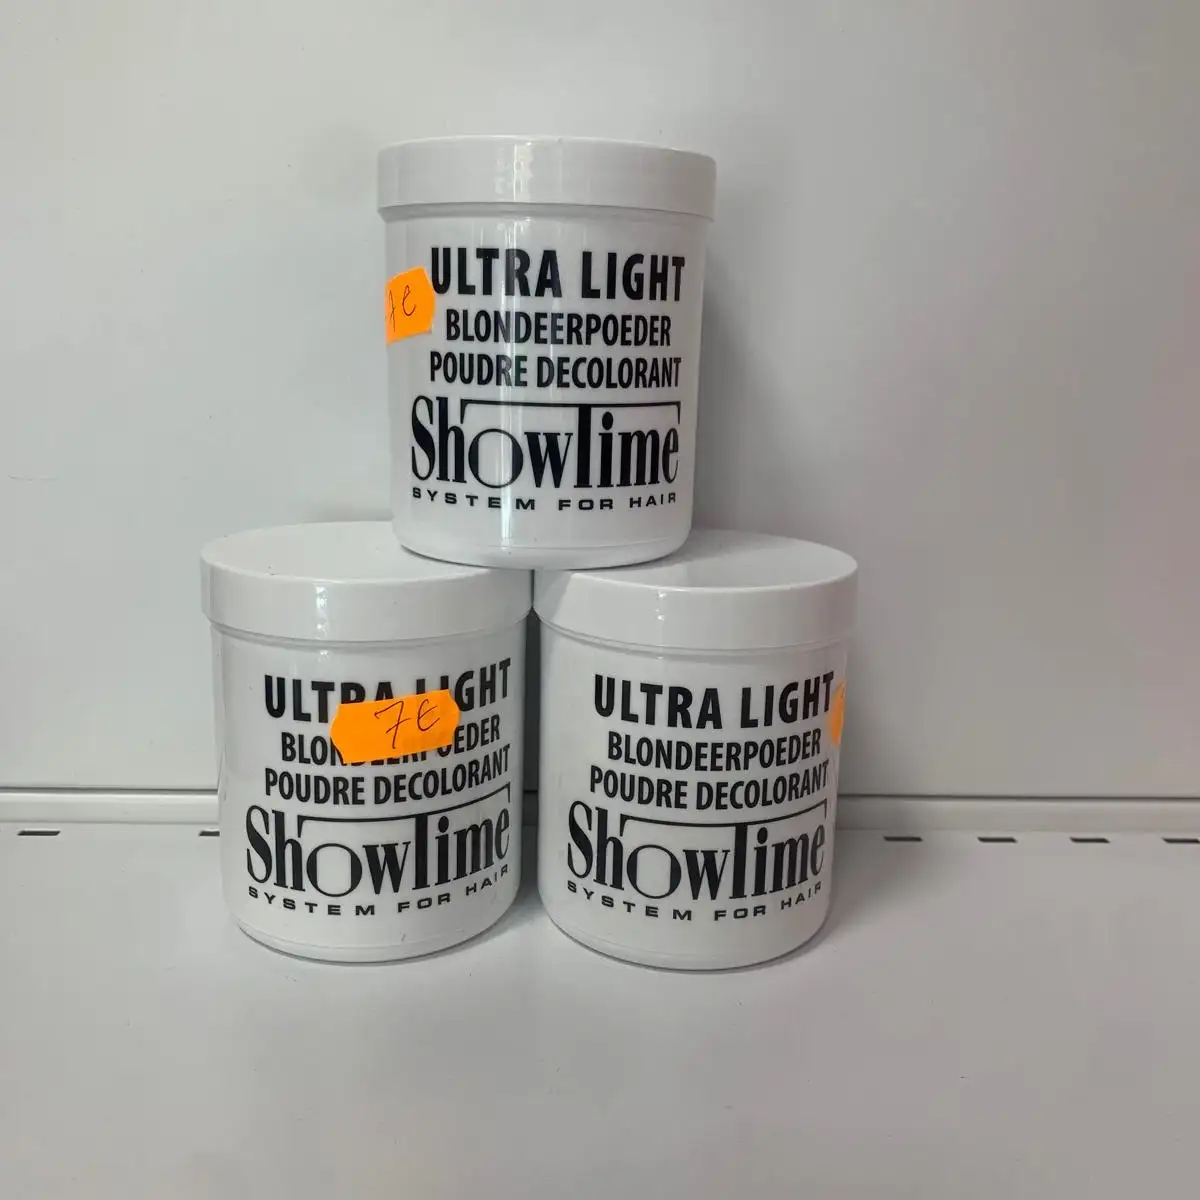 ULTRA LIGHT
7€
BLONDEERPOEDER
POUDRE DECOLORANT
ShowTime
SYSTEM FOR HAIR
ULTRA LIGHT
7€
POUDRE DECOLORANT
ShowTime
SYSTEM FOR HAIR
ULTRA LIGHT
BLONDEERPOEDER
POUDRE DECOLORANT
ShowTime
SYSTEM FOR HAIR